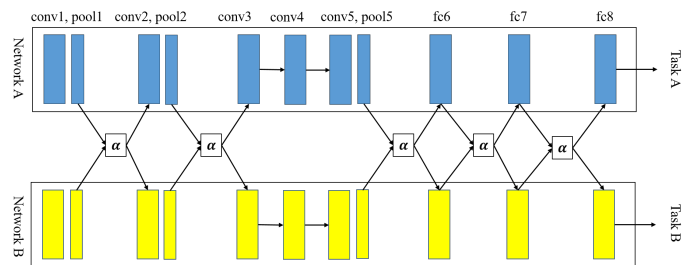 conv1, pool1 conv2, pool2 conv3 conv4 conv5, pool5 fc6 fc7 fc8
Network A
Task A
α α α α α
Network B
Task B